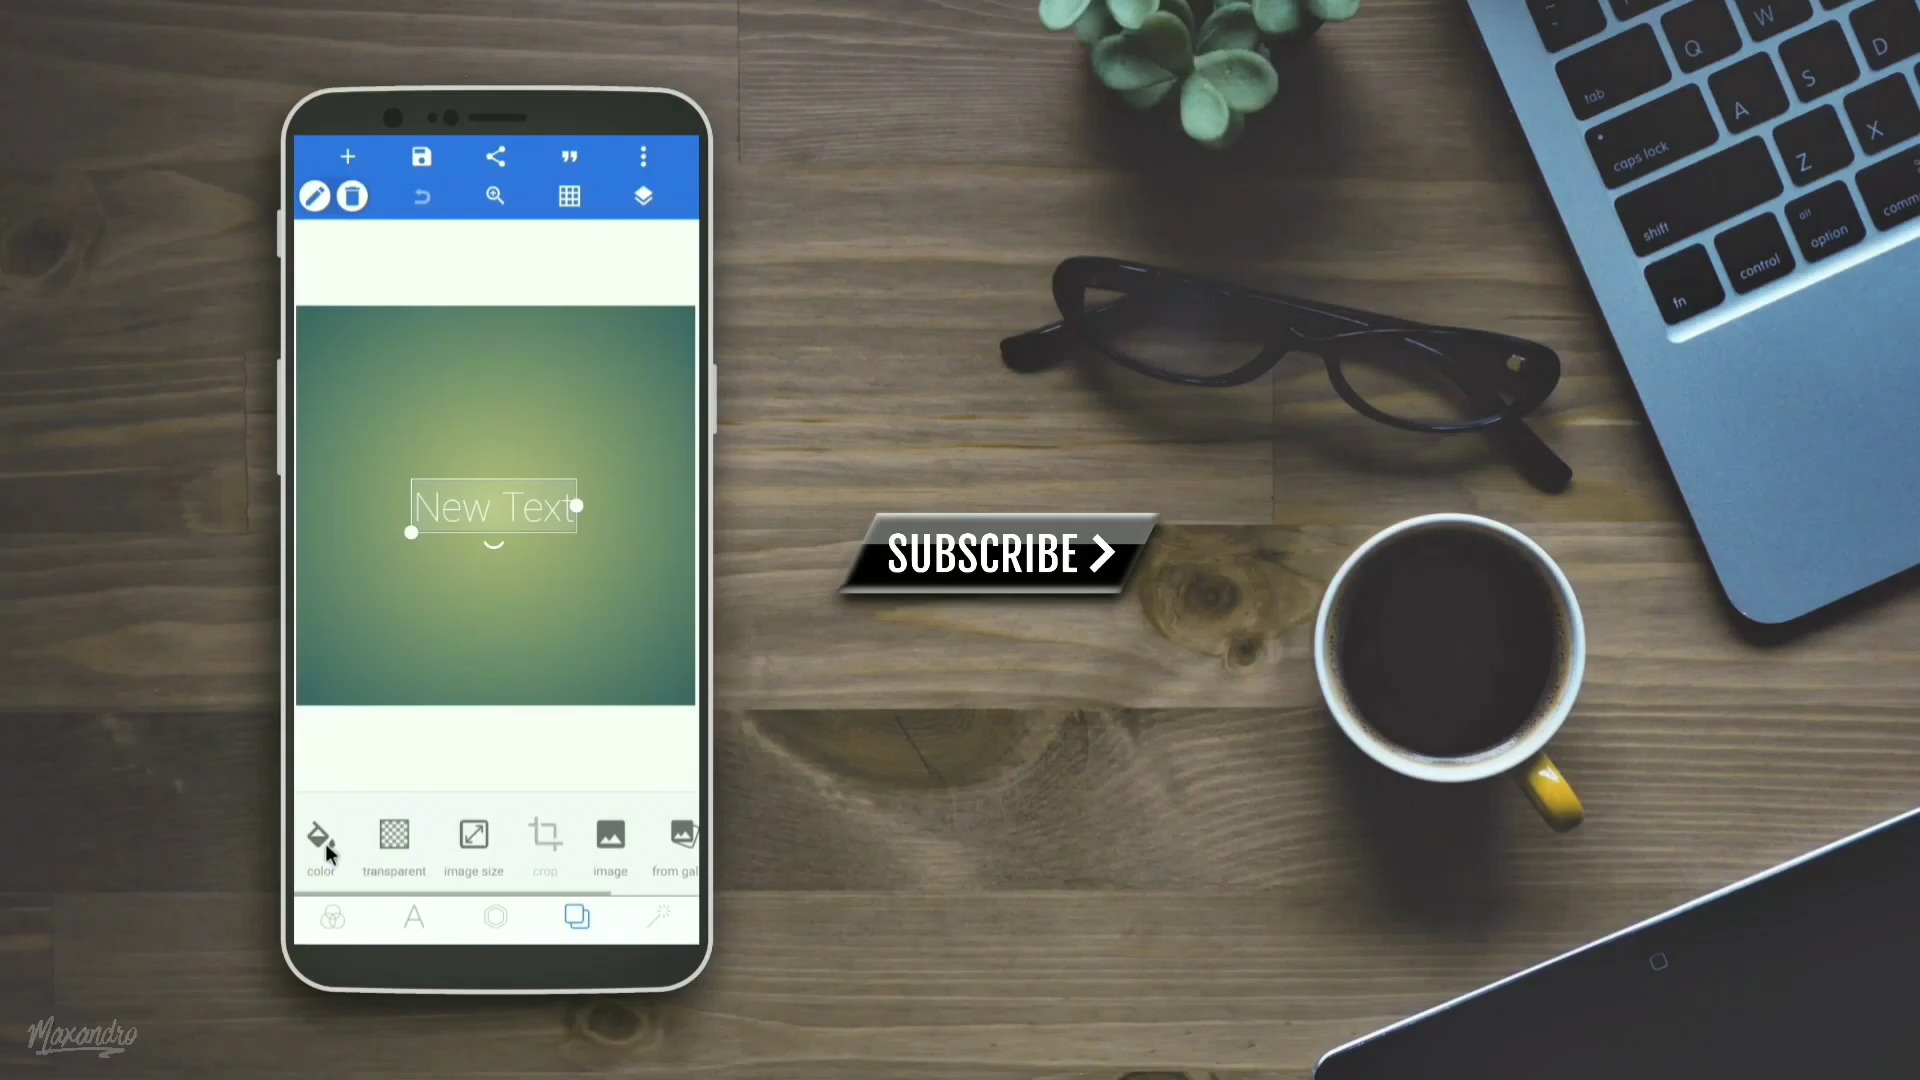 New Text
color
transparent
image size
crop
image
from gal
SUBSCRIBE
Maxandro
tab
Q
W
caps lock
A
S
D
shift
Z
X
fn
control
alt
option
comm